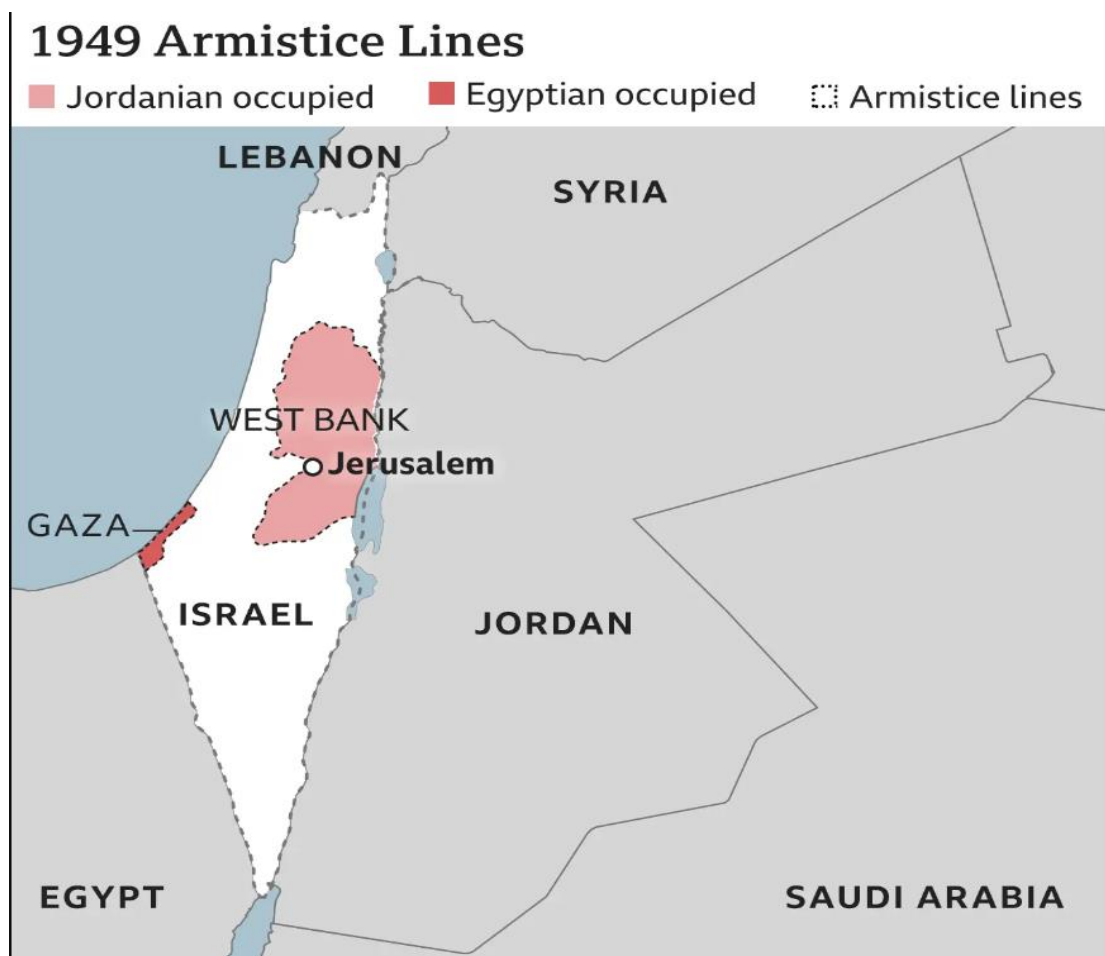 1949 Armistice Lines
Jordanian occupied
Egyptian occupied
Armistice lines
LEBANON
SYRIA
WEST BANK
Jerusalem
GAZA
ISRAEL
JORDAN
EGYPT
SAUDI ARABIA